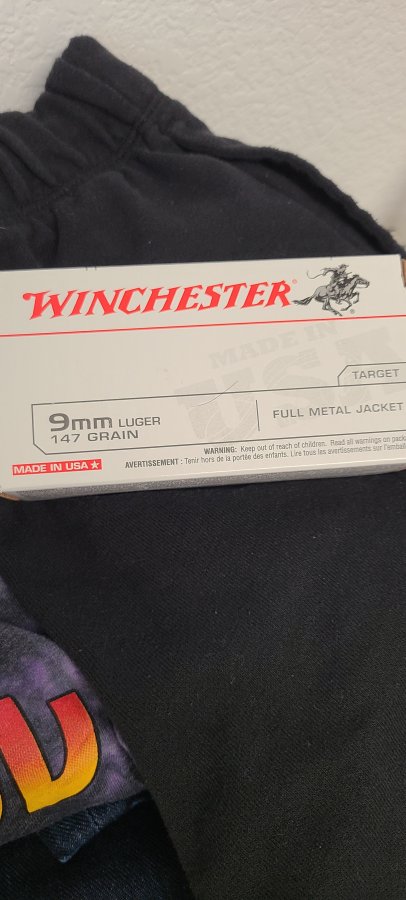 WINCHESTER®
MADE IN
USA
TARGET
9mm LUGER
147 GRAIN
FULL METAL JACKET
MADE IN USA ★
WARNING: Keep out of reach of children. Read all warnings on
AVERTISSEMENT : Tenir hors de la portée des enfants. Lire tous les avertissements sur